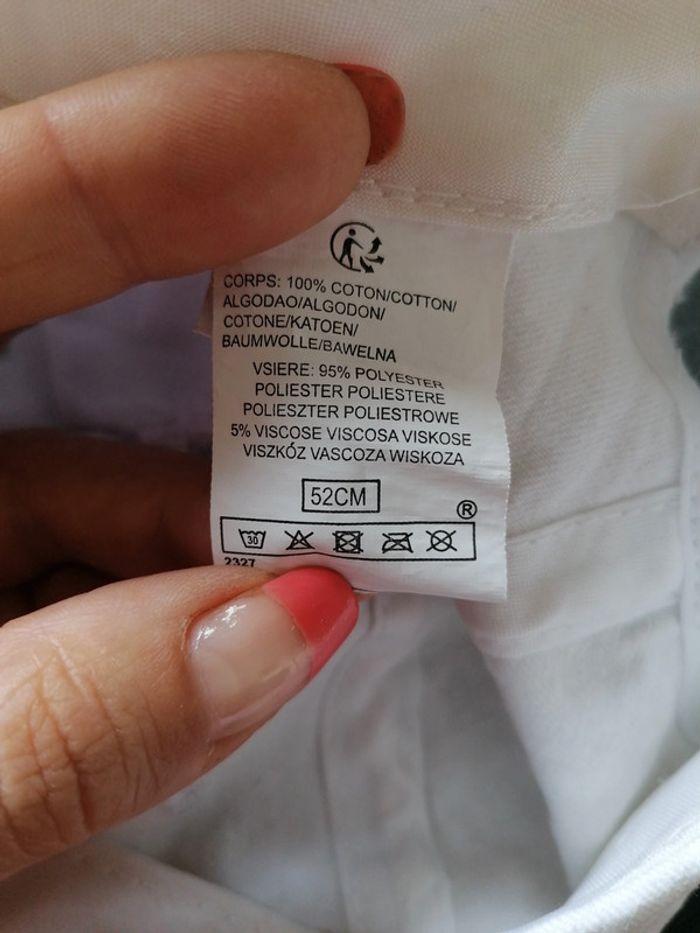 CORPS: 100% COTON/COTTON/
ALGODAO/ALGODON/
COTONE/KATOEN/
BAUMWOLLE/BAWELNA
VSIERE: 95% POLYESTER
POLIESTER POLIESTERE
POLIESZTER POLIESTROWE
5% VISCOSE VISCOSA VISKOSE
VISZKÓZ VASCOZA WISKOZA
52CM
®
30
2327